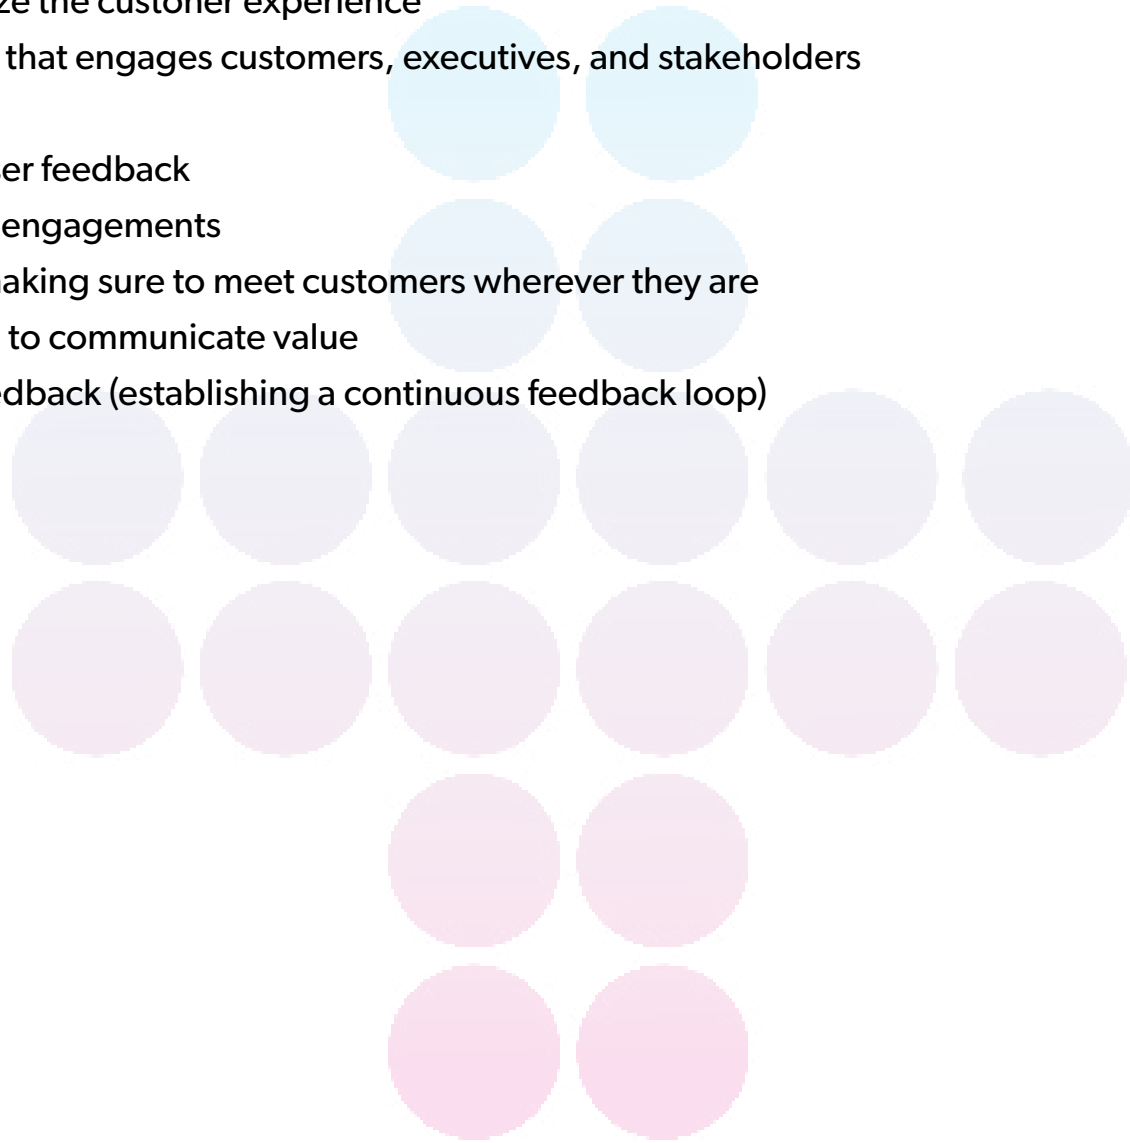 ze the customer experience
that engages customers, executives, and stakeholders
er feedback
engagements
aking sure to meet customers wherever they are
to communicate value
edback (establishing a continuous feedback loop)